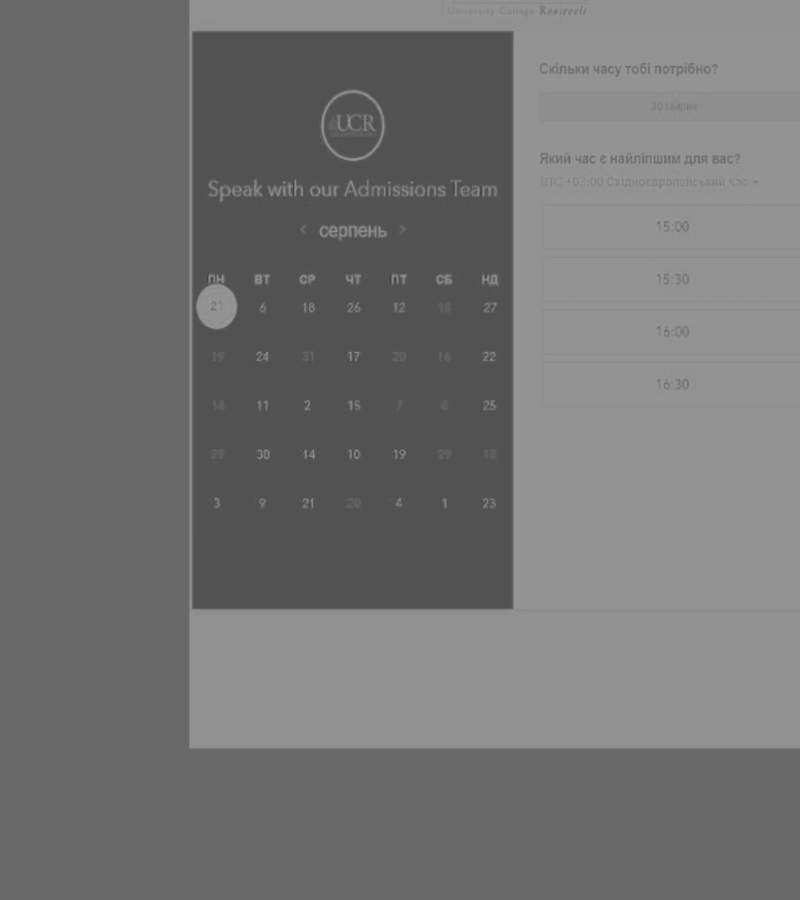 University College Roosevelt
UCR
Speak with our Admissions Team
< серпень >
ПН ВТ СР ЧТ ПТ СБ НД
21 6 18 26 12 18 27
19 24 31 17 20 16 22
14 11 2 15 7 8 25
29 30 14 10 19 29 18
3 9 21 20 4 1 23
Скільки часу тобі потрібно?
30 хвилин
Який час є найліпшим для вас?
UTC +03:00 Східноєвропейський час
15:00
15:30
16:00
16:30